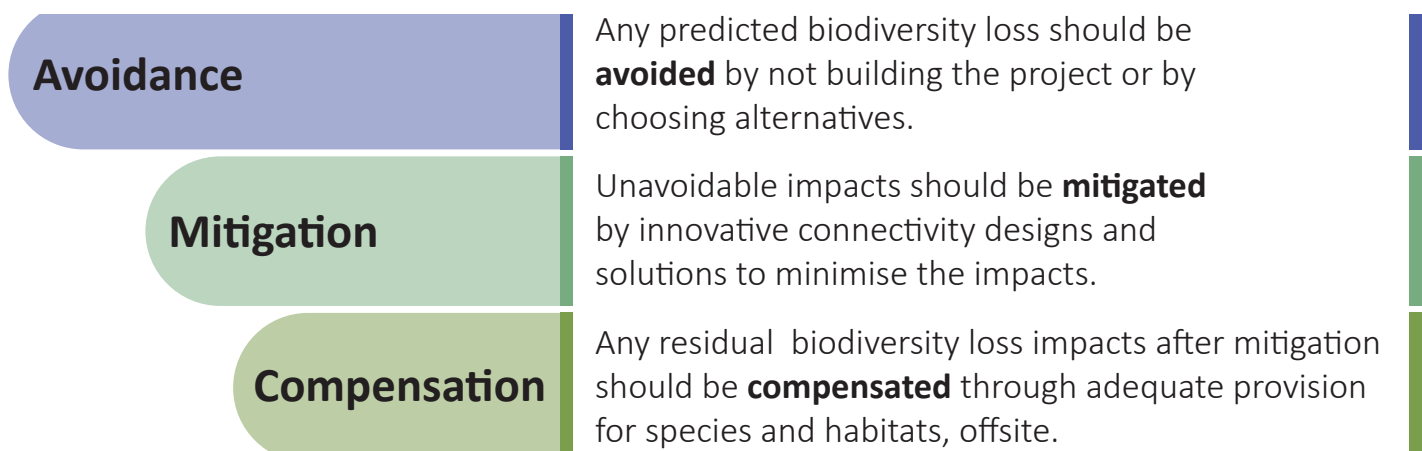 Avoidance
Any predicted biodiversity loss should be
avoided by not building the project or by
choosing alternatives.
Mitigation
Unavoidable impacts should be mitigated
by innovative connectivity designs and
solutions to minimise the impacts.
Compensation
Any residual  biodiversity loss impacts after mitigation
should be compensated through adequate provision
for species and habitats, offsite.